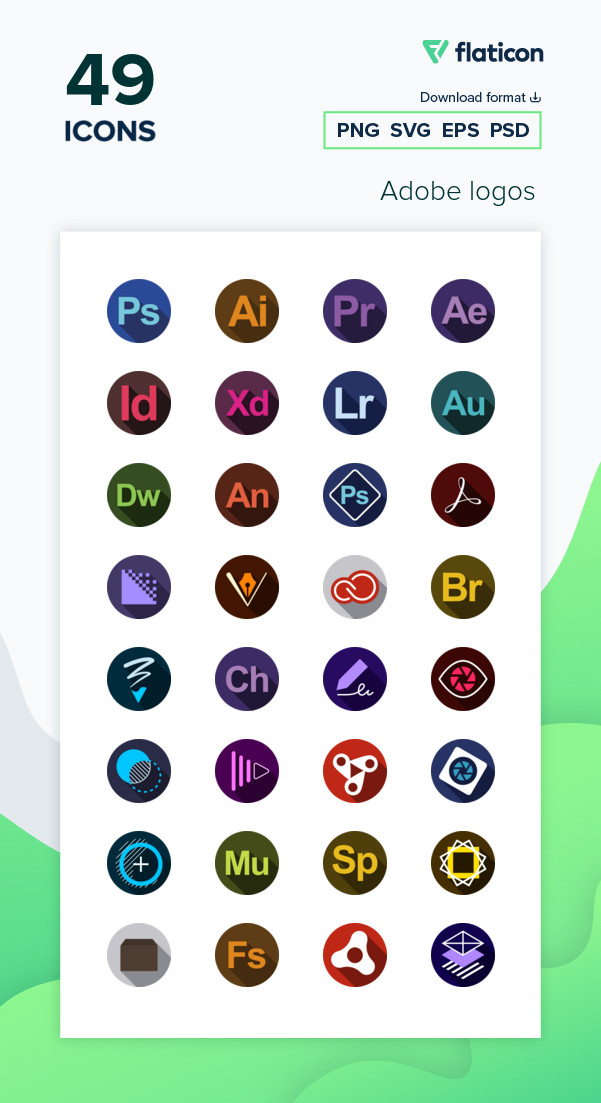 49
ICONS
flaticon
Download format
PNG SVG EPS PSD
Adobe logos
Ps Ai Pr Ae
Id Xd Lr Au
Dw An Ps
Br
Ch
Mu Sp
Fs